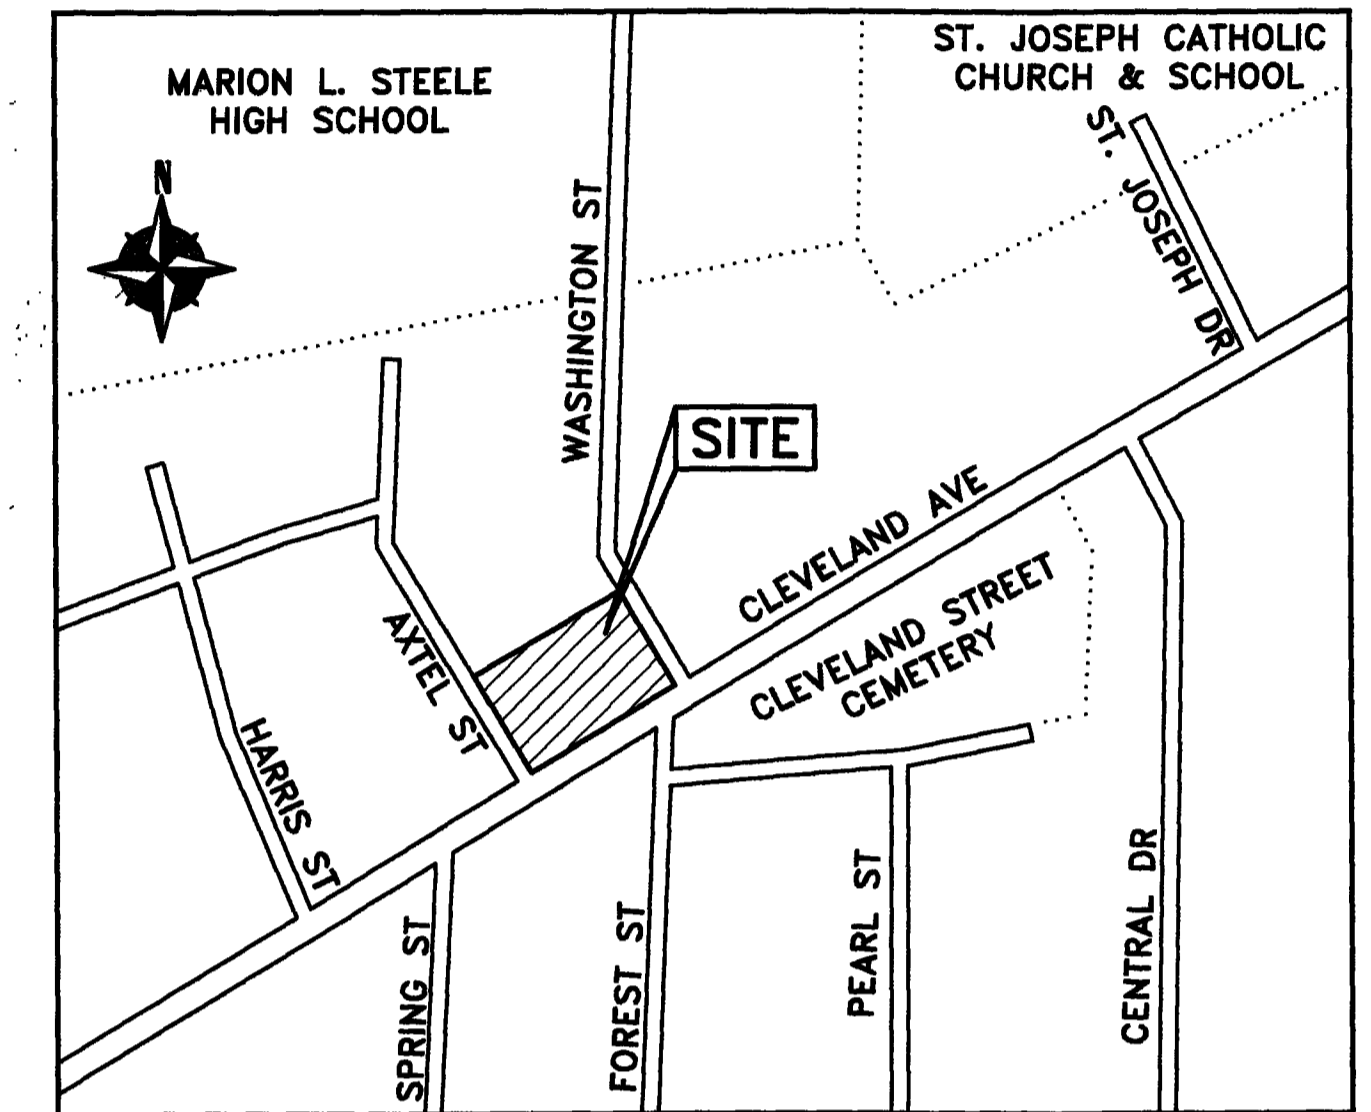 MARION L. STEELE
HIGH SCHOOL
ST. JOSEPH CATHOLIC
CHURCH & SCHOOL
N
ST. JOSEPH DR
WASHINGTON ST
SITE
CLEVELAND AVE
CLEVELAND STREET
CEMETERY
AXTEL ST
HARRIS ST
SPRING ST
FOREST ST
PEARL ST
CENTRAL DR